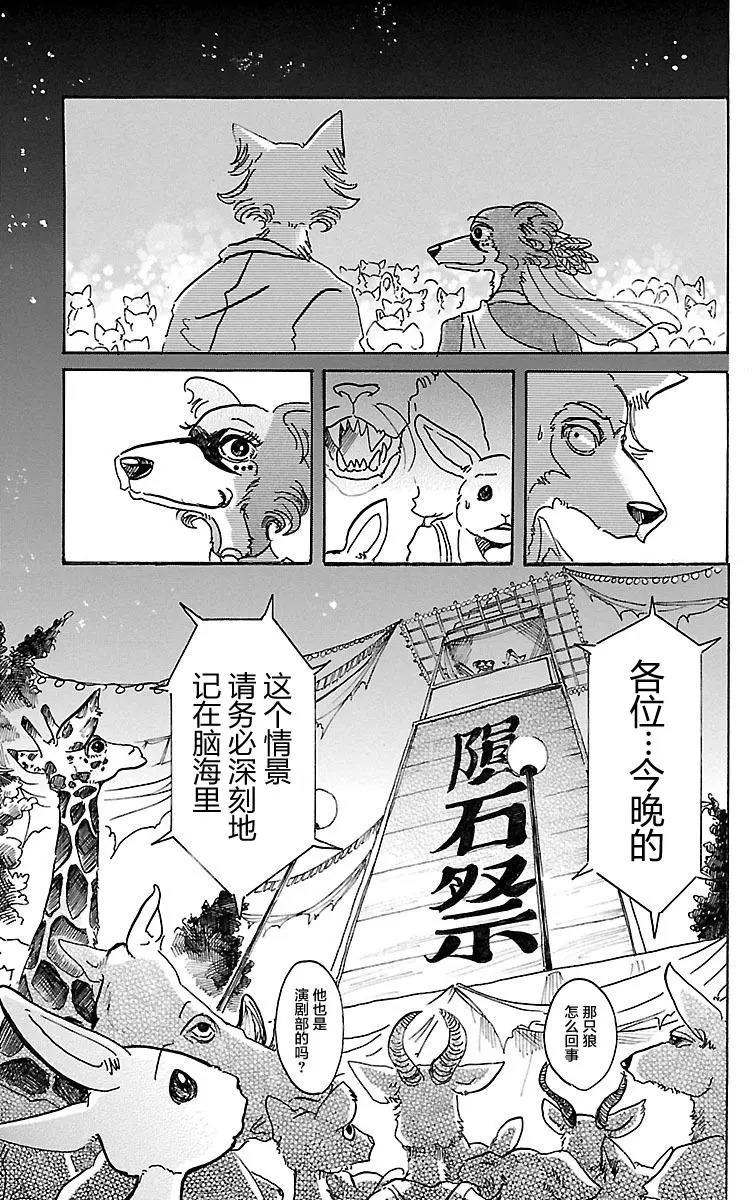 各位…今晚的
这个情景
请务必深刻地
记在脑海里
隕石祭
那只狼
怎么回事
他也是
演剧部的吗?